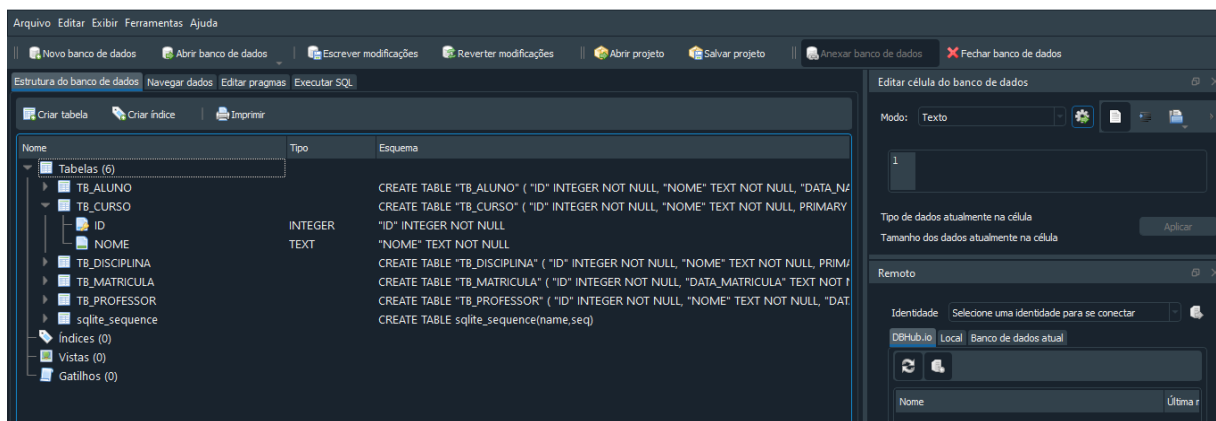 Arquivo Editar Exibir Ferramentas Ajuda
Novo banco de dados Abrir banco de dados Escrever modificações Reverter modificações Abrir projeto Salvar projeto Anexar banco de dados Fechar banco de dados
Estrutura do banco de dados Navegar dados Editar pragmas Executar SQL
Criar tabela Criar índice Imprimir
Nome Tipo Esquema
Tabelas (6)
TB_ALUNO CREATE TABLE "TB_ALUNO" ( "ID" INTEGER NOT NULL, "NOME" TEXT NOT NULL, "DATA_NA
TB_CURSO CREATE TABLE "TB_CURSO" ( "ID" INTEGER NOT NULL, "NOME" TEXT NOT NULL, PRIMARY
ID INTEGER "ID" INTEGER NOT NULL
NOME TEXT "NOME" TEXT NOT NULL
TB_DISCIPLINA CREATE TABLE "TB_DISCIPLINA" ( "ID" INTEGER NOT NULL, "NOME" TEXT NOT NULL, PRIMA
TB_MATRICULA CREATE TABLE "TB_MATRICULA" ( "ID" INTEGER NOT NULL, "DATA_MATRICULA" TEXT NOT
TB_PROFESSOR CREATE TABLE "TB_PROFESSOR" ( "ID" INTEGER NOT NULL, "NOME" TEXT NOT NULL, "DAT
sqlite_sequence CREATE TABLE sqlite_sequence(name,seq)
Índices (0)
Vistas (0)
Gatilhos (0)
Editar célula do banco de dados
Modo: Texto
1
Tipo de dados atualmente na célula
Tamanho dos dados atualmente na célula
Aplicar
Remoto
Identidade Selecione uma identidade para se conectar
DBHub.io Local Banco de dados atual
Nome Última